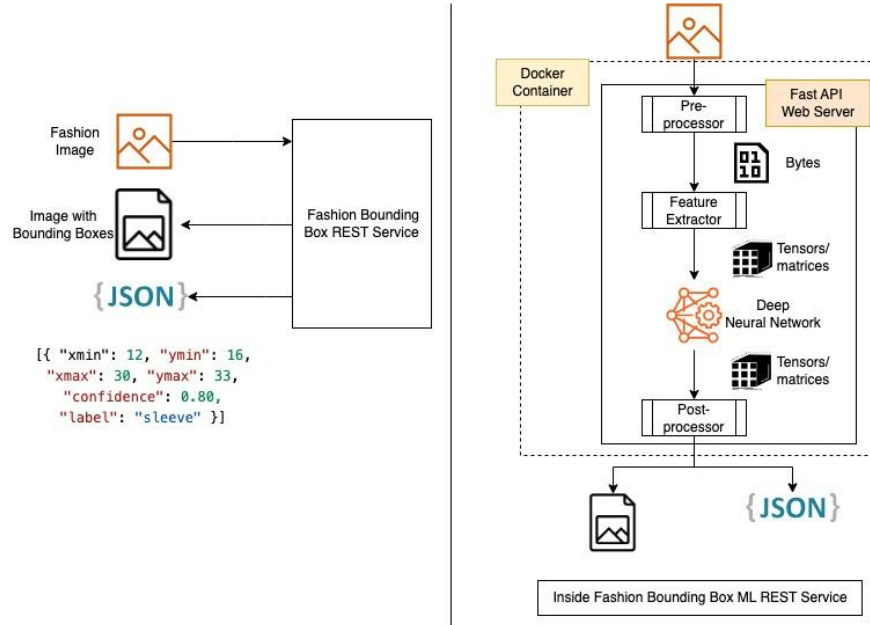 Fashion
Image
Image with
Bounding Boxes
{JSON}
Fashion Bounding
Box REST Service
[{ "xmin": 12, "ymin": 16,
"xmax": 30, "ymax": 33,
"confidence": 0.80,
"label": "sleeve" }]
Docker
Container
Fast API
Web Server
Pre-
processor
01
10
Bytes
Feature
Extractor
Tensors/
matrices
Deep
Neural Network
Tensors/
matrices
Post-
processor
{JSON}
Inside Fashion Bounding Box ML REST Service